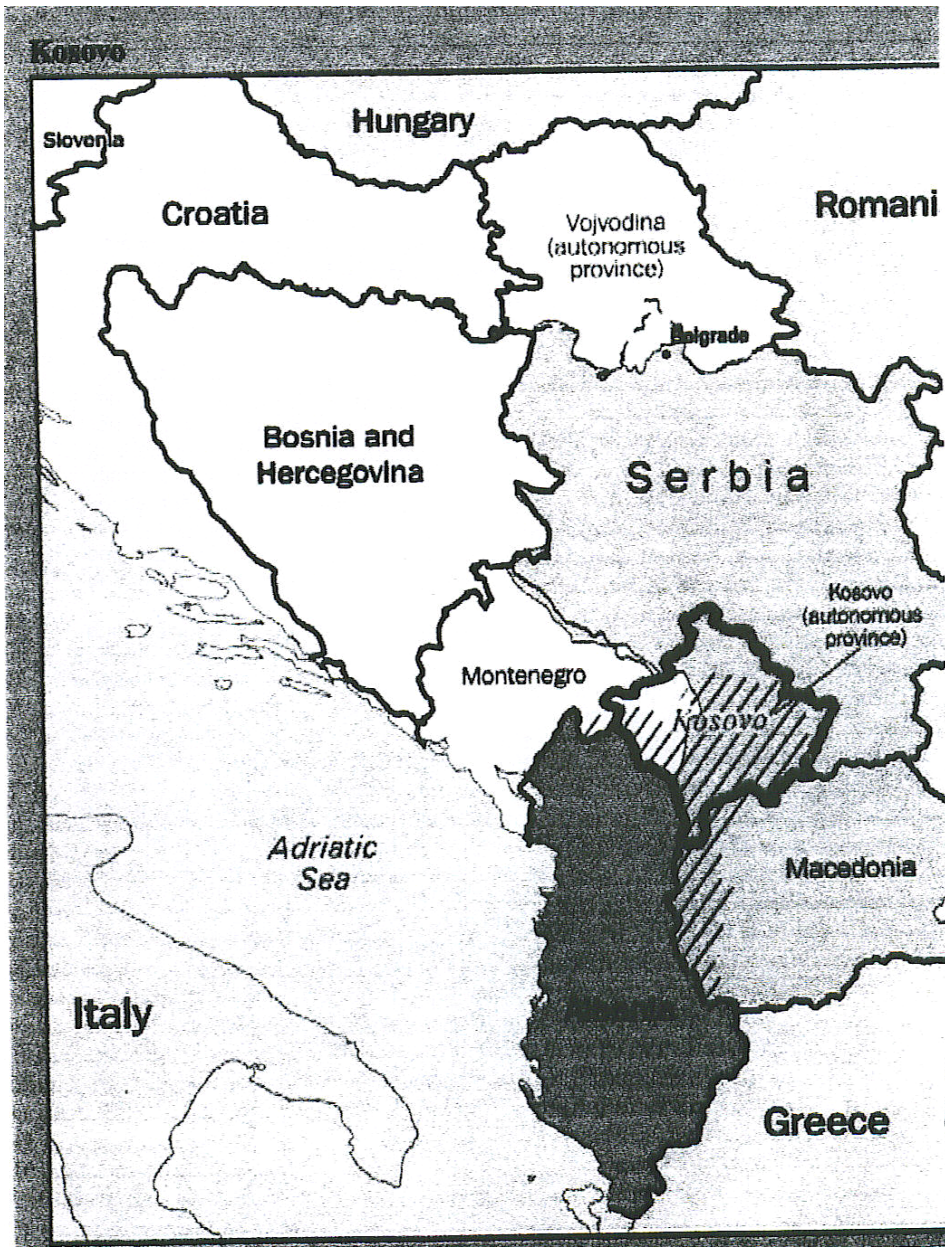 Kosovo
Hungary
Slovenia
Croatia
Romani
Vojvodina
(autonomous
province)
Belgrade
Bosnia and
Hercegovina
Serbia
Kosovo
(autonomous
province)
Montenegro
Kosovo
Adriatic
Sea
Macedonia
Italy
Greece